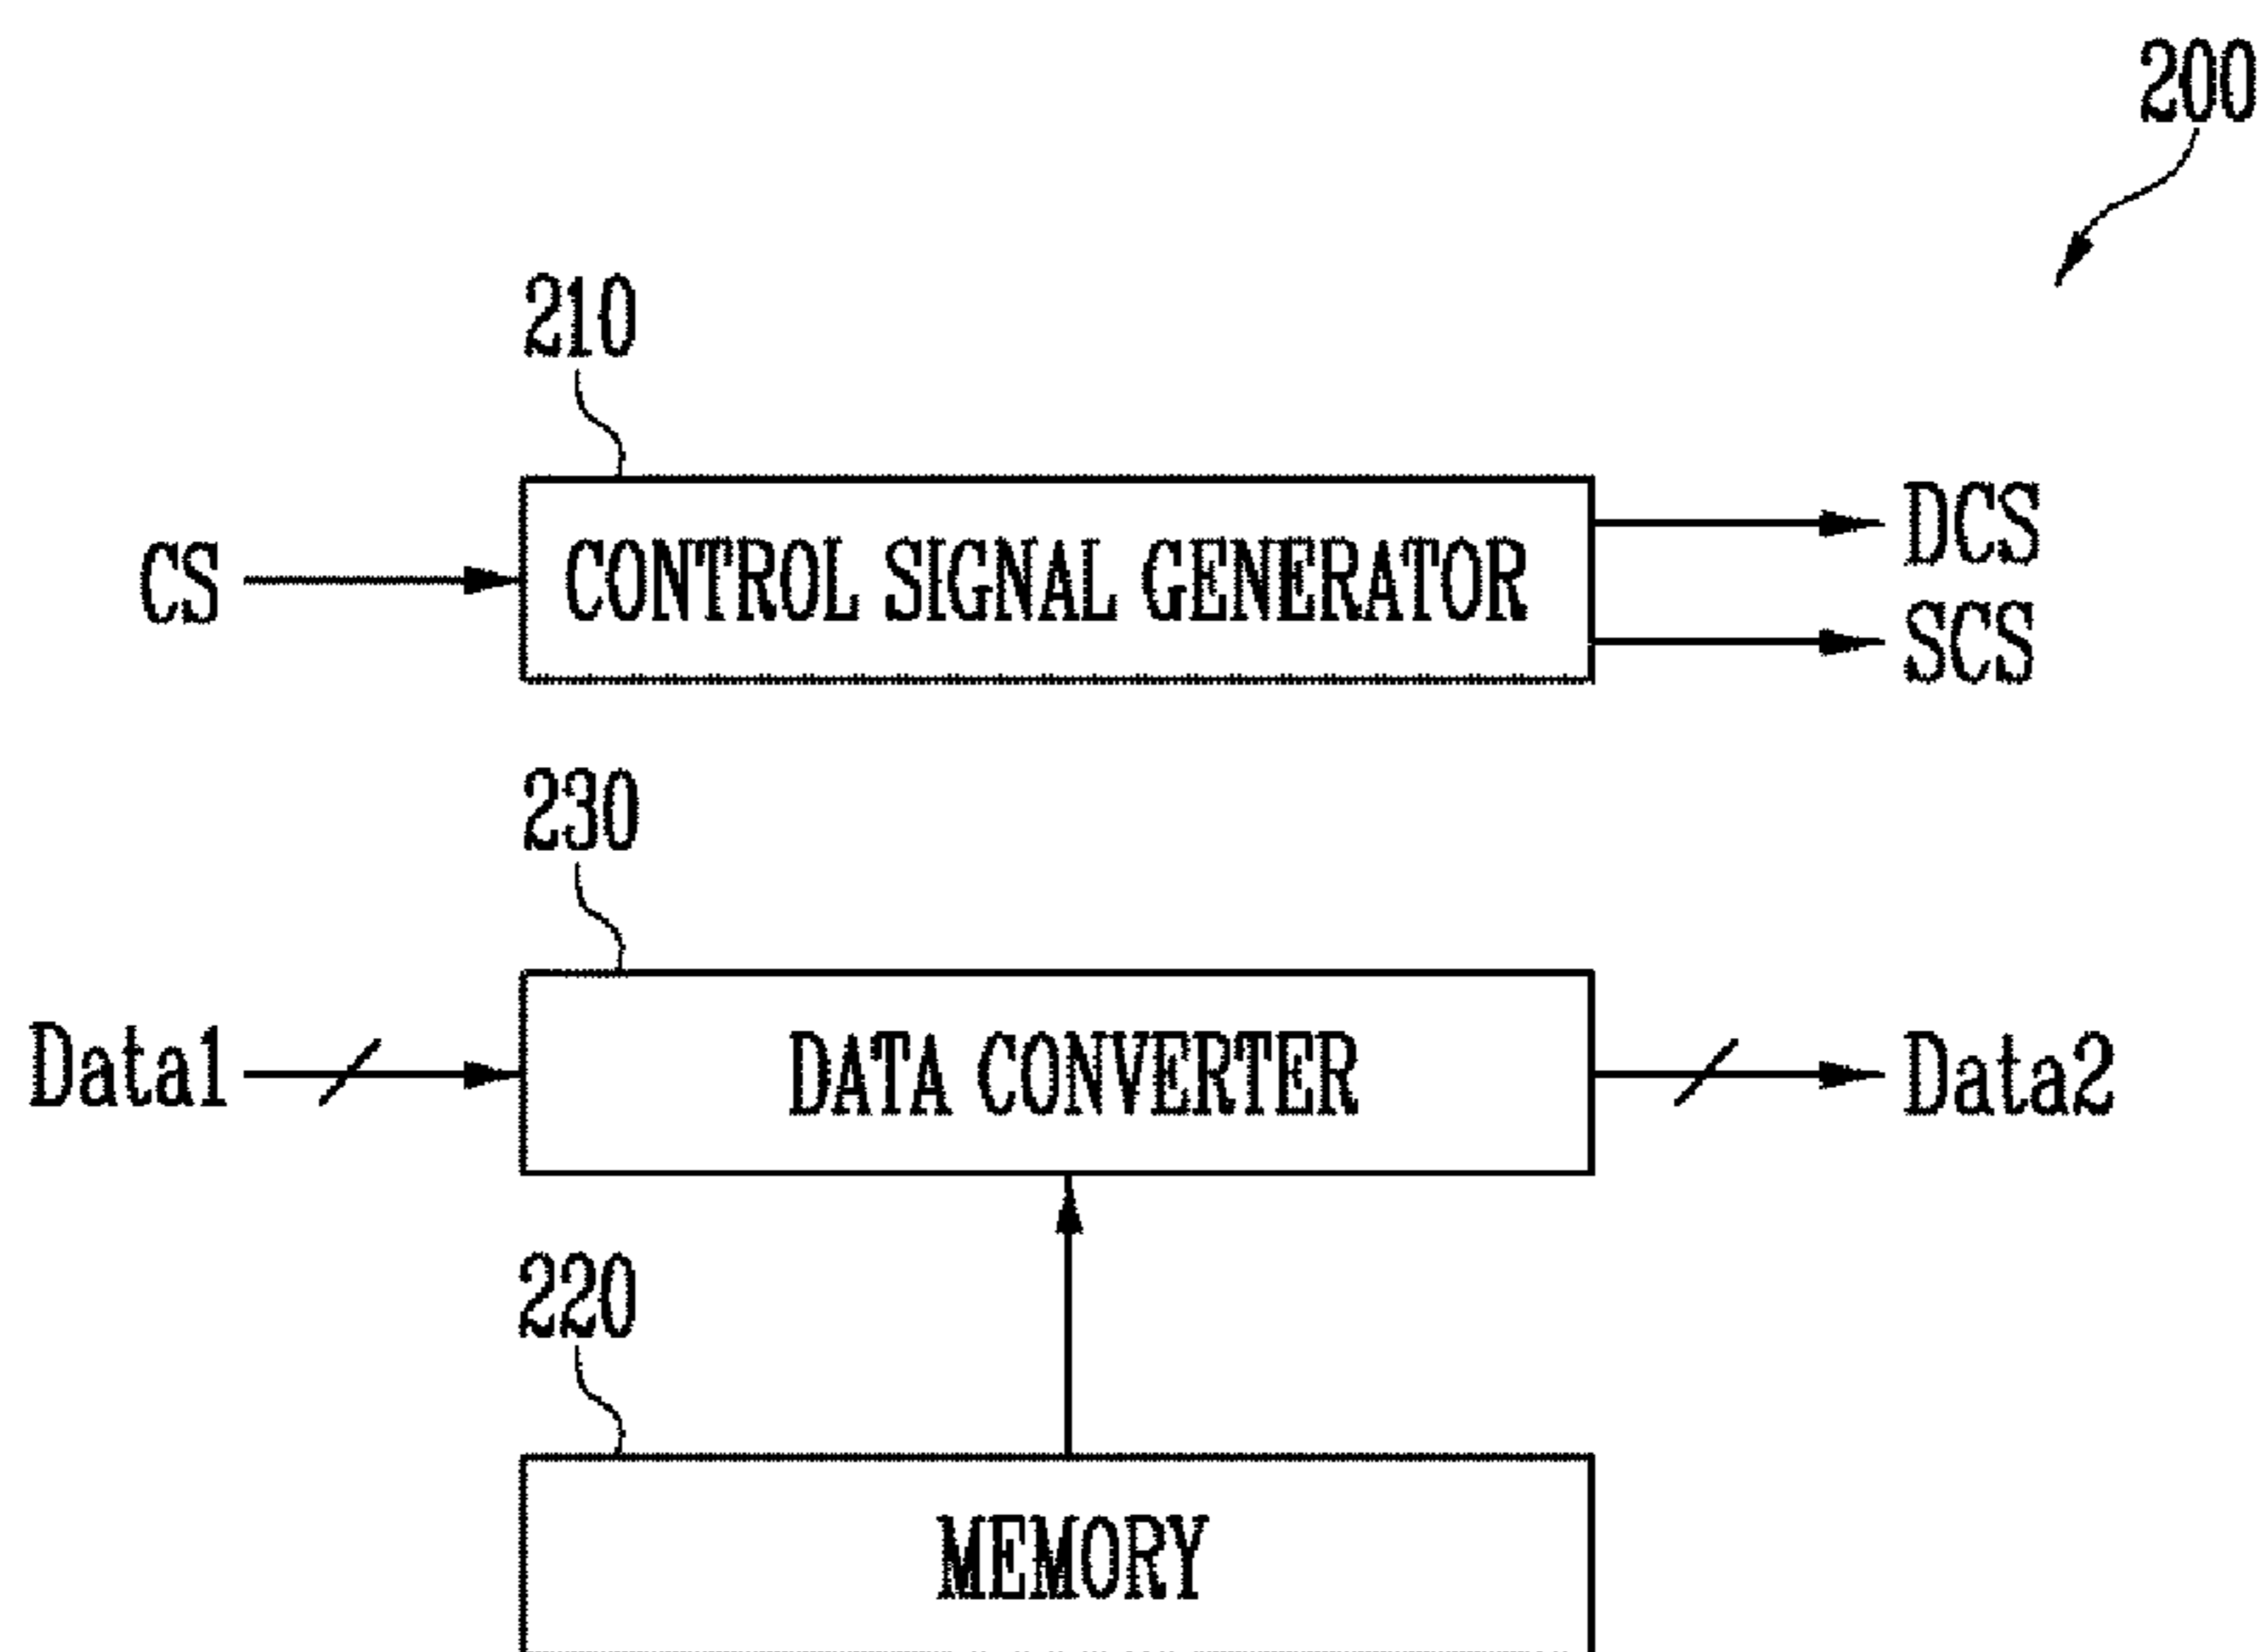 200
210
CS
CONTROL SIGNAL GENERATOR
DCS
SCS
230
Data1
DATA CONVERTER
Data2
220
MEMORY